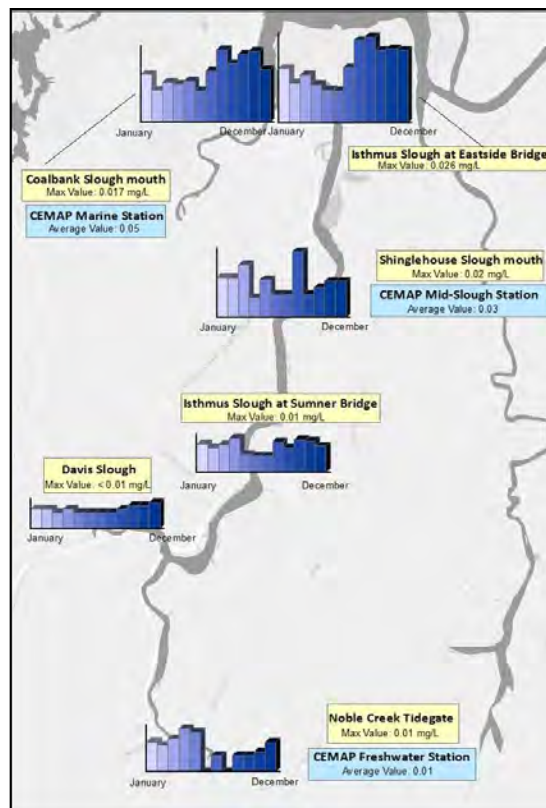 January
December
January
December
Isthmus Slough at Eastside Bridge
Max Value: 0.026 mg/L
Coalbank Slough mouth
Max Value: 0.017 mg/L
CEMAP Marine Station
Average Value: 0.05
Shinglehouse Slough mouth
Max Value: 0.02 mg/L
CEMAP Mid-Slough Station
Average Value: 0.03
January
December
Isthmus Slough at Sumner Bridge
Max Value: 0.01 mg/L
Davis Slough
Max Value: < 0.01 mg/L
January
December
January
December
Noble Creek Tidegate
Max Value: 0.01 mg/L
CEMAP Freshwater Station
Average Value: 0.01
January
December